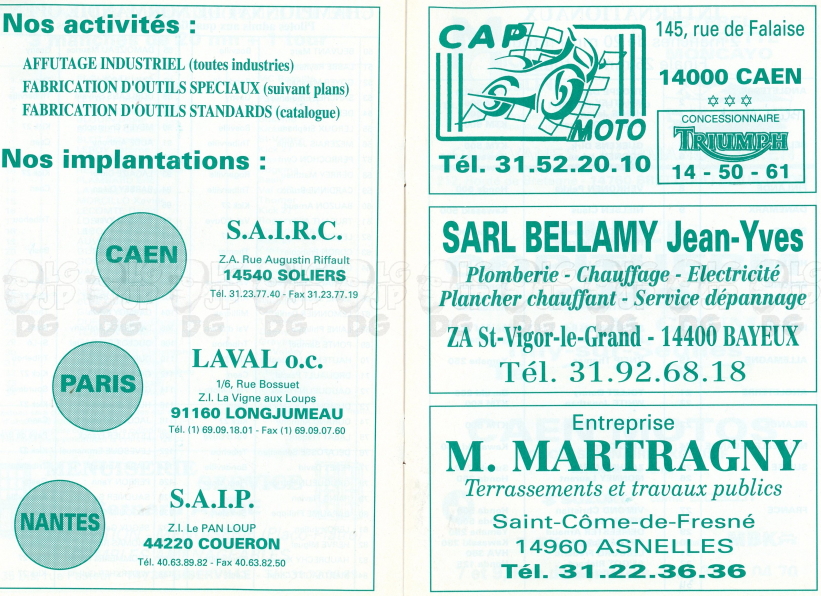 Nos activités :
AFFUTAGE INDUSTRIEL (toutes industries)
FABRICATION D'OUTILS SPECIAUX (suivant plans)
FABRICATION D'OUTILS STANDARDS (catalogue)
Nos implantations :
CAEN
S.A.I.R.C.
Z.A. Rue Augustin Riffault
14540 SOLIERS
Tél. 31.23.77.40 - Fax 31.23.77.19
PARIS
LAVAL o.c.
1/6, Rue Bossuet
Z.I. La Vigne aux Loups
91160 LONGJUMEAU
Tél. (1) 69.09.18.01 - Fax (1) 69.09.07.60
NANTES
S.A.I.P.
Z.I. Le PAN LOUP
44220 COUERON
Tél. 40.63.89.82 - Fax 40.63.82.50
CAP
MOTO
Tél. 31.52.20.10
145, rue de Falaise
14000 CAEN
CONCESSIONNAIRE
TRIUMPH
14 - 50 - 61
SARL BELLAMY Jean-Yves
Plomberie - Chauffage - Electricité
Plancher chauffant - Service dépannage
ZA St-Vigor-le-Grand - 14400 BAYEUX
Tél. 31.92.68.18
Entreprise
M. MARTRAGNY
Terrassements et travaux publics
Saint-Côme-de-Fresné
14960 ASNELLES
Tél. 31.22.36.36